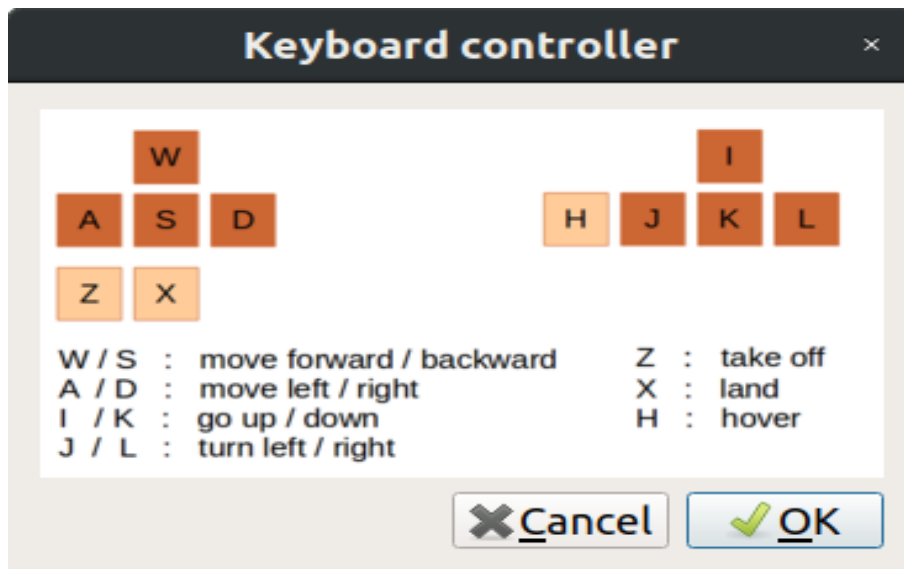 Keyboard controller ×
W I
A S D H J K L
Z X
W / S : move forward / backward Z : take off
A / D : move left / right X : land
I / K : go up / down H : hover
J / L : turn left / right
Cancel OK